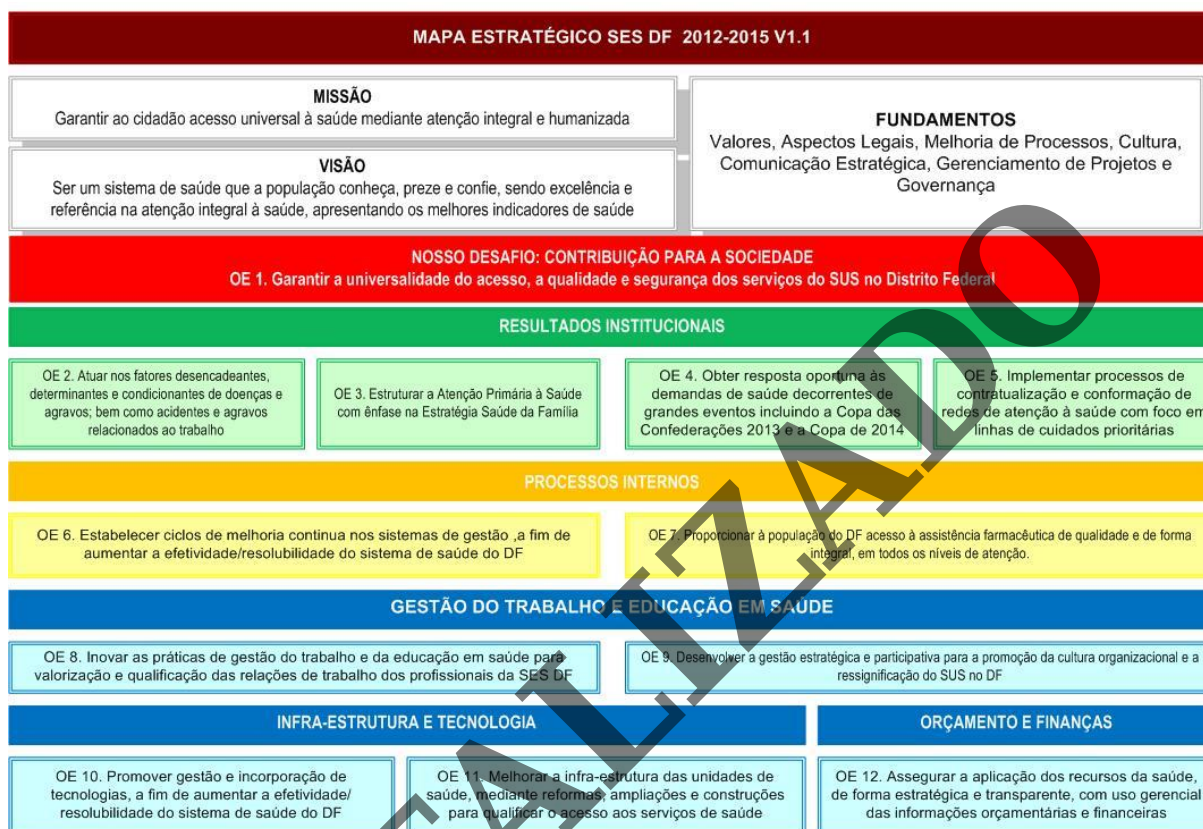 MAPA ESTRATÉGICO SES DF 2012-2015 V1.1
MISSÃO
Garantir ao cidadão acesso universal à saúde mediante atenção integral e humanizada
VISÃO
Ser um sistema de saúde que a população conheça, preze e confie, sendo excelência e
referência na atenção integral à saúde, apresentando os melhores indicadores de saúde
FUNDAMENTOS
Valores, Aspectos Legais, Melhoria de Processos, Cultura,
Comunicação Estratégica, Gerenciamento de Projetos e
Governança
NOSSO DESAFIO: CONTRIBUIÇÃO PARA A SOCIEDADE
OE 1. Garantir a universalidade do acesso, a qualidade e segurança dos serviços do SUS no Distrito Federal
RESULTADOS INSTITUCIONAIS
OE 2. Atuar nos fatores desencadeantes,
determinantes e condicionantes de doenças e
agravos; bem como acidentes e agravos
relacionados ao trabalho
OE 3. Estruturar a Atenção Primária à Saúde
com ênfase na Estratégia Saúde da Família
OE 4. Obter resposta oportuna às
demandas de saúde decorrentes de
grandes eventos incluindo a Copa das
Confederações 2013 e a Copa de 2014
OE 5. Implementar processos de
contratualização e conformação de
redes de atenção à saúde com foco em
linhas de cuidados prioritárias
PROCESSOS INTERNOS
OE 6. Estabelecer ciclos de melhoria continua nos sistemas de gestão ,a fim de
aumentar a efetividade/resolubilidade do sistema de saúde do DF
OE 7. Proporcionar à população do DF acesso à assistência farmacêutica de qualidade e de forma
integral, em todos os níveis de atenção.
GESTÃO DO TRABALHO E EDUCAÇÃO EM SAÚDE
OE 8. Inovar as práticas de gestão do trabalho e da educação em saúde para
valorização e qualificação das relações de trabalho dos profissionais da SES DF
OE 9. Desenvolver a gestão estratégica e participativa para a promoção da cultura organizacional e a
ressignificação do SUS no DF
INFRA-ESTRUTURA E TECNOLOGIA
ORÇAMENTO E FINANÇAS
OE 10. Promover gestão e incorporação de
tecnologias, a fim de aumentar a efetividade/
resolubilidade do sistema de saúde do DF
OE 11. Melhorar a infra-estrutura das unidades de
saúde, mediante reformas, ampliações e construções
para qualificar o acesso aos serviços de saúde
OE 12. Assegurar a aplicação dos recursos da saúde,
de forma estratégica e transparente, com uso gerencial
das informações orçamentárias e financeiras
ALIZADO